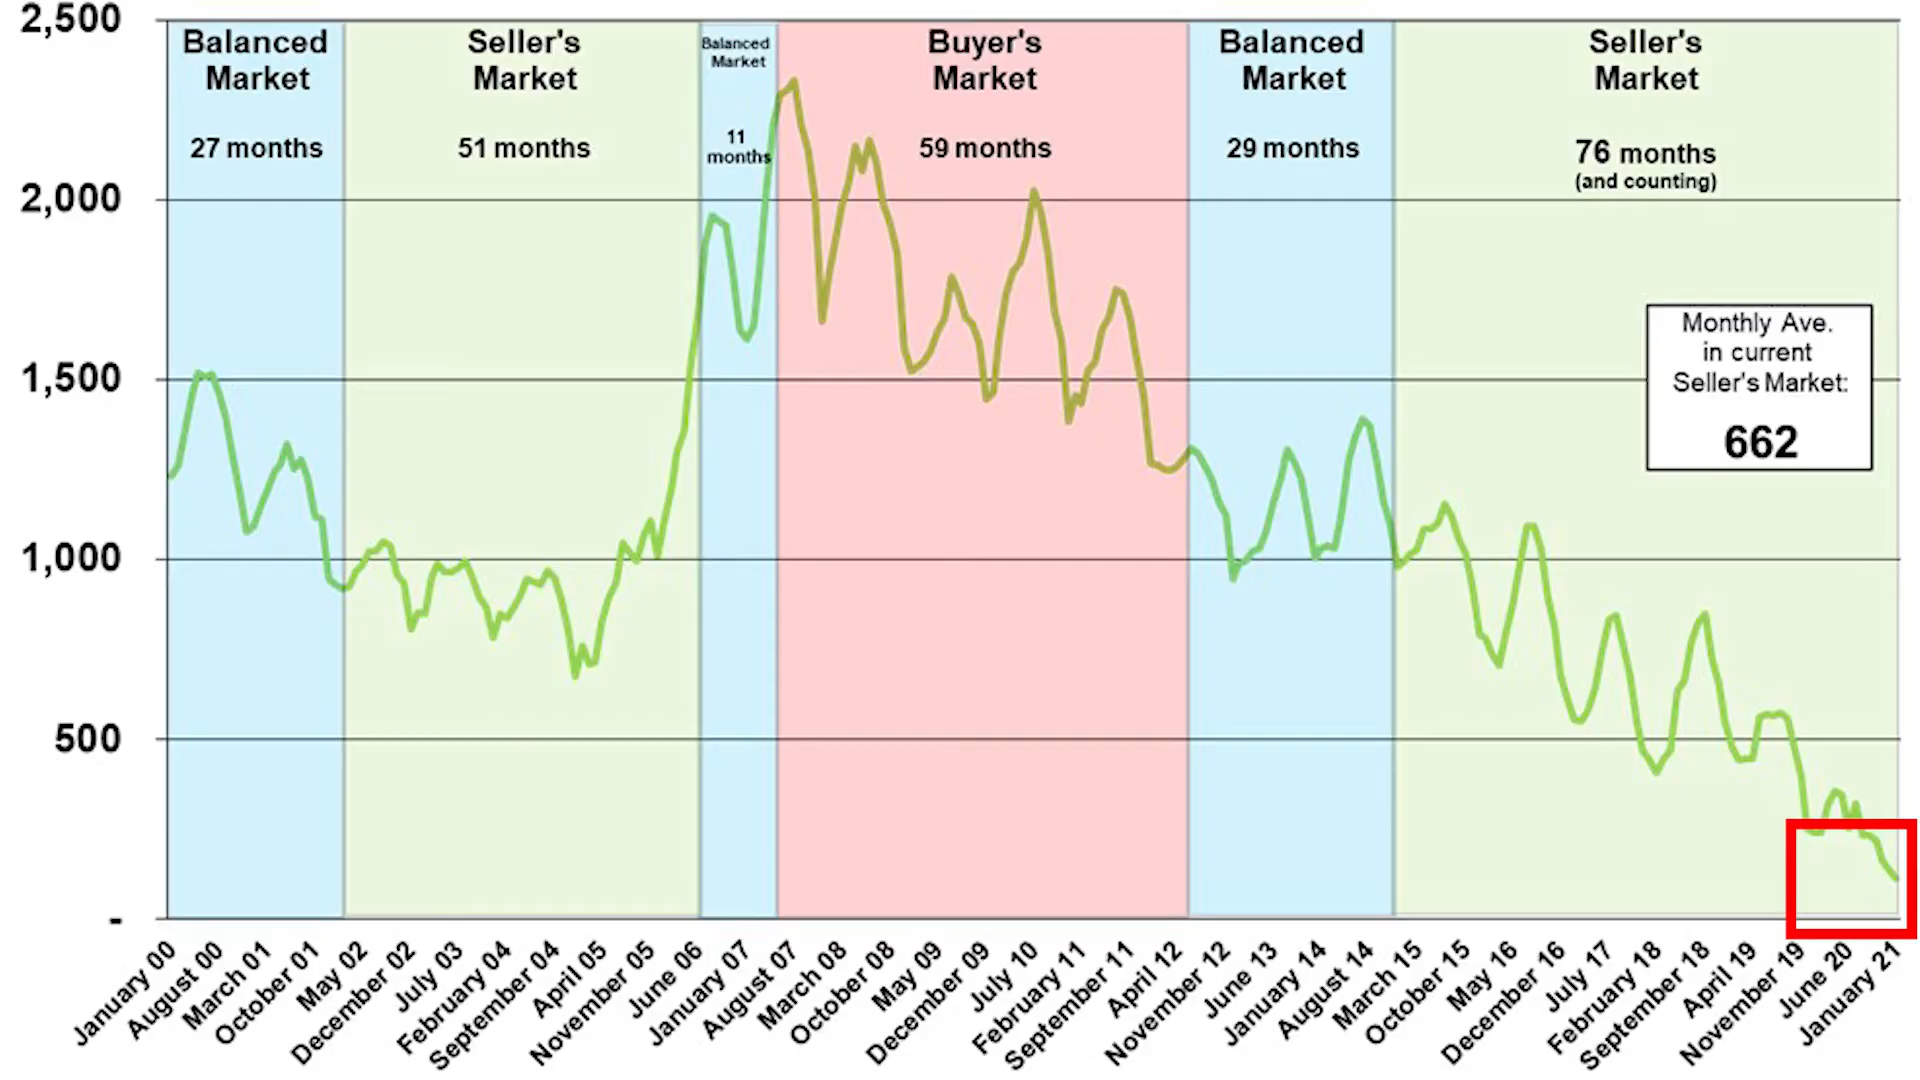 2,500
2,000
1,500
1,000
500
-
Balanced
Market
27 months
Seller's
Market
51 months
Balanced
Market
11
months
Buyer's
Market
59 months
Balanced
Market
29 months
Seller's
Market
76 months
(and counting)
Monthly Ave.
in current
Seller's Market:
662
January 00
August 00
March 01
October 01
May 02
December 02
July 03
February 04
September 04
April 05
November 05
June 06
January 07
August 07
March 08
October 08
May 09
December 09
July 10
February 11
September 11
April 12
November 12
June 13
January 14
August 14
March 15
October 15
May 16
December 16
July 17
February 18
September 18
April 19
November 19
June 20
January 21